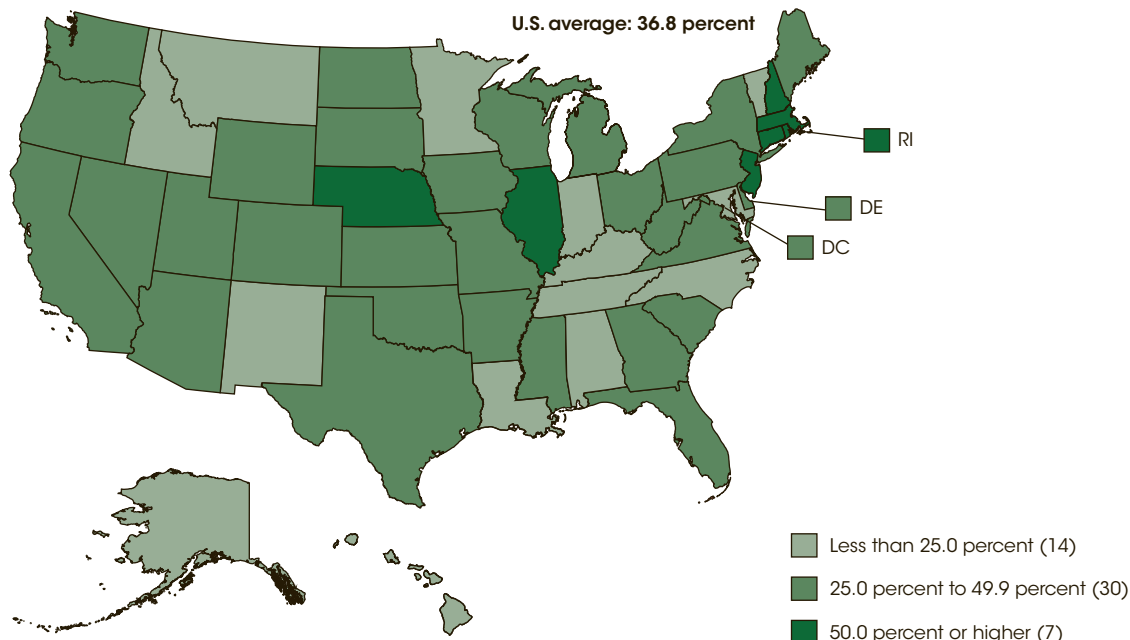 U.S. average: 36.8 percent
RI
DE
DC
Less than 25.0 percent (14)
25.0 percent to 49.9 percent (30)
50.0 percent or higher (7)